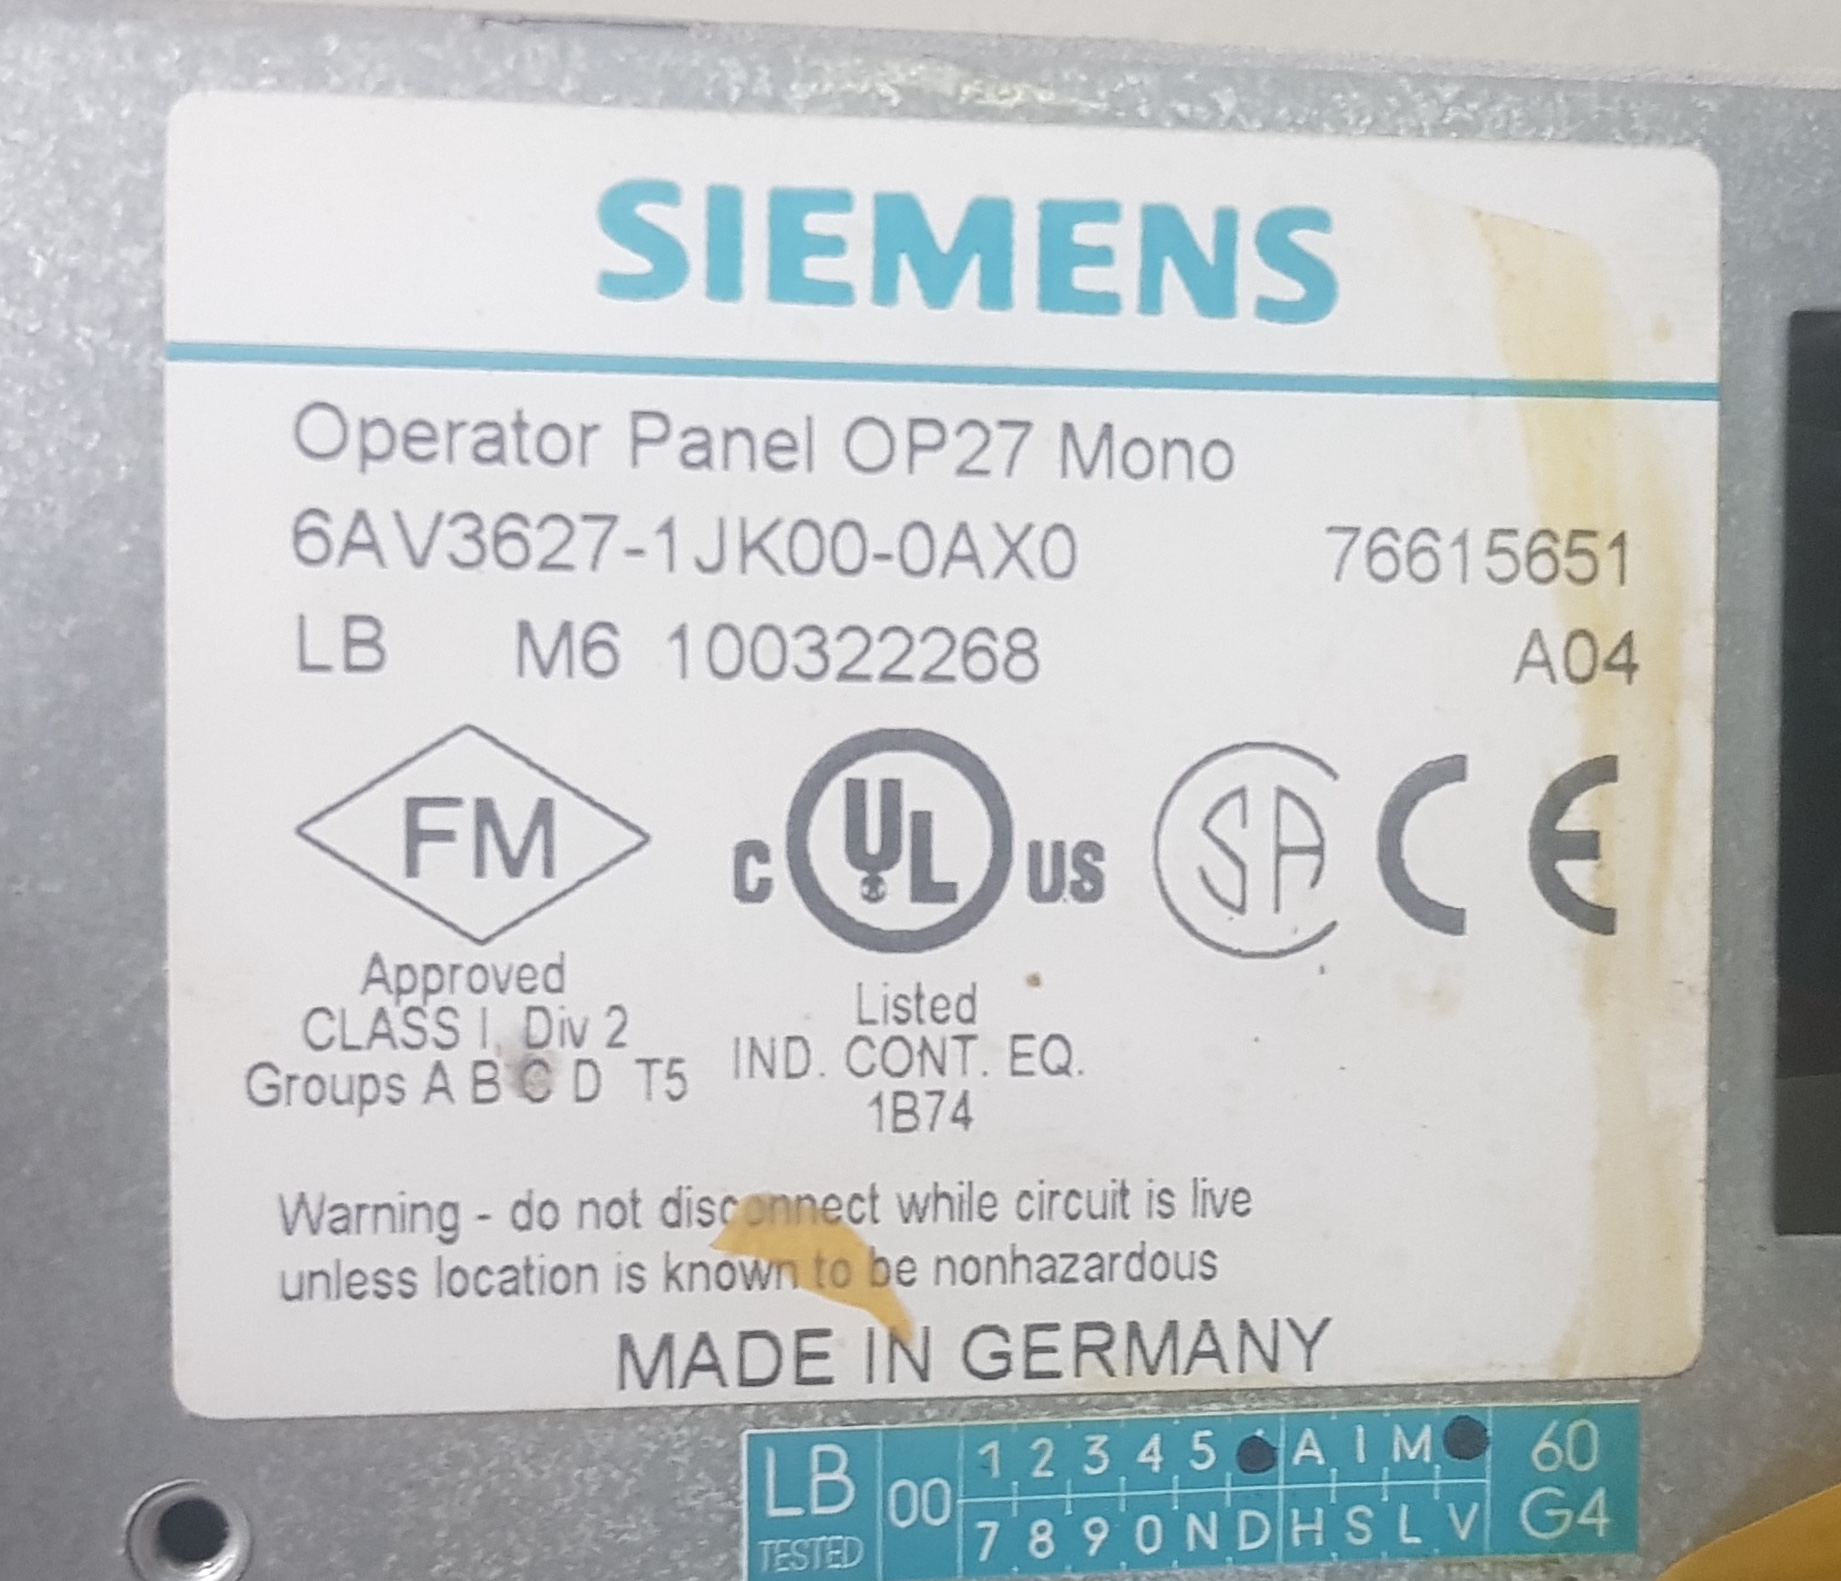 SIEMENS
Operator Panel OP27 Mono
6AV3627-1JK00-0AX0 76615651
LB M6 100322268 A04
FM
C UL US SA CE
Approved
CLASS I, Div 2
Groups A B C D T5
Listed
IND. CONT. EQ.
1B74
Warning - do not disconnect while circuit is live
unless location is known to be nonhazardous
MADE IN GERMANY
LB 00 1 2 3 4 5 A I M 60
TESTED 7 8 9 0 N D H S L V G4